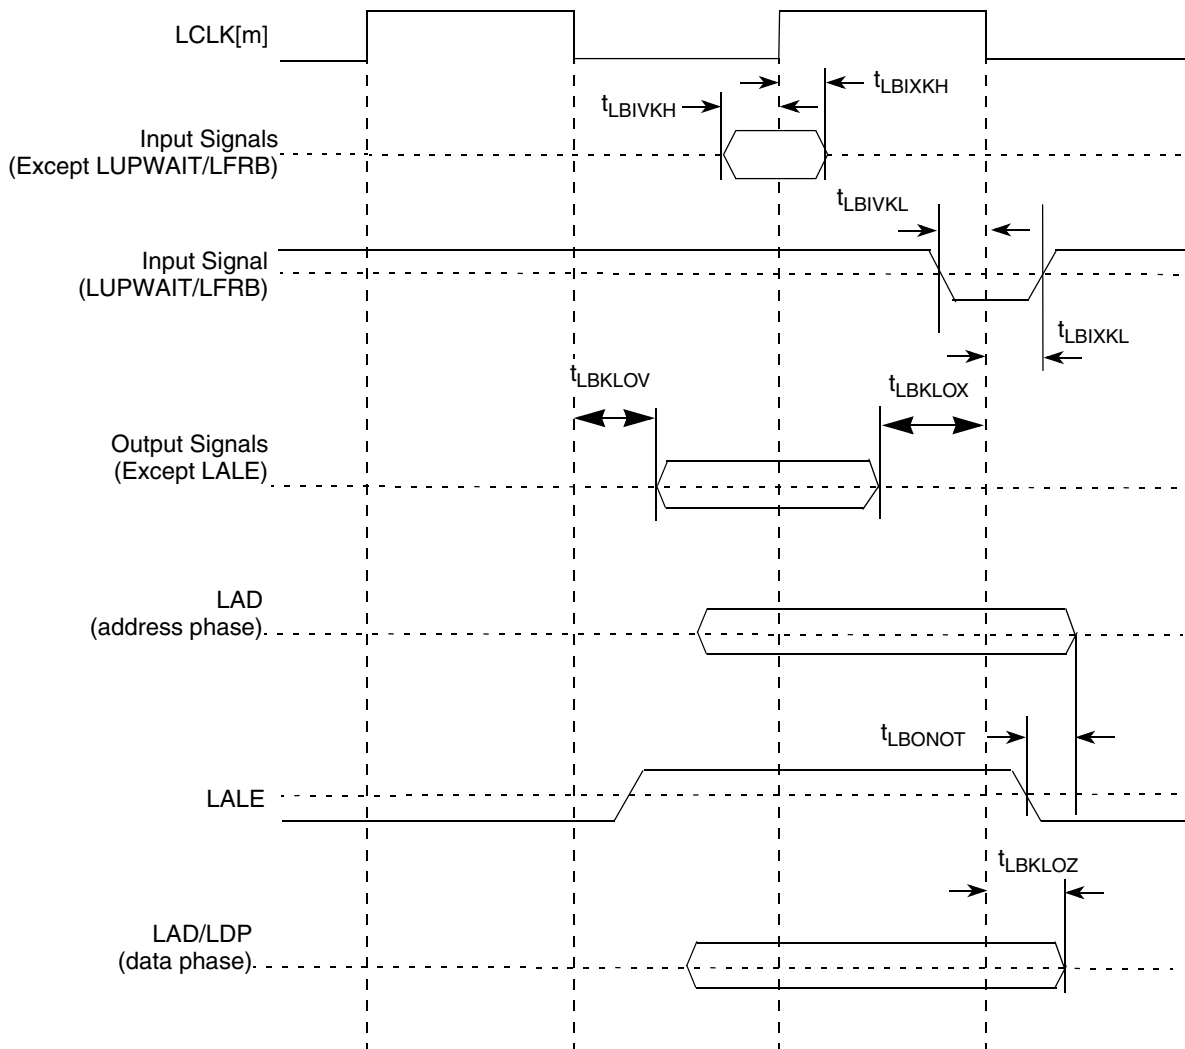 LCLK[m]
tLBIXKH
tLBIVKH
Input Signals
(Except LUPWAIT/LFRB)
tLBIVKL
Input Signal
(LUPWAIT/LFRB)
tLBIXKL
tLBKLOV
tLBKLOX
Output Signals
(Except LALE)
LAD
(address phase)
tLBONOT
LALE
tLBKLOZ
LAD/LDP
(data phase)